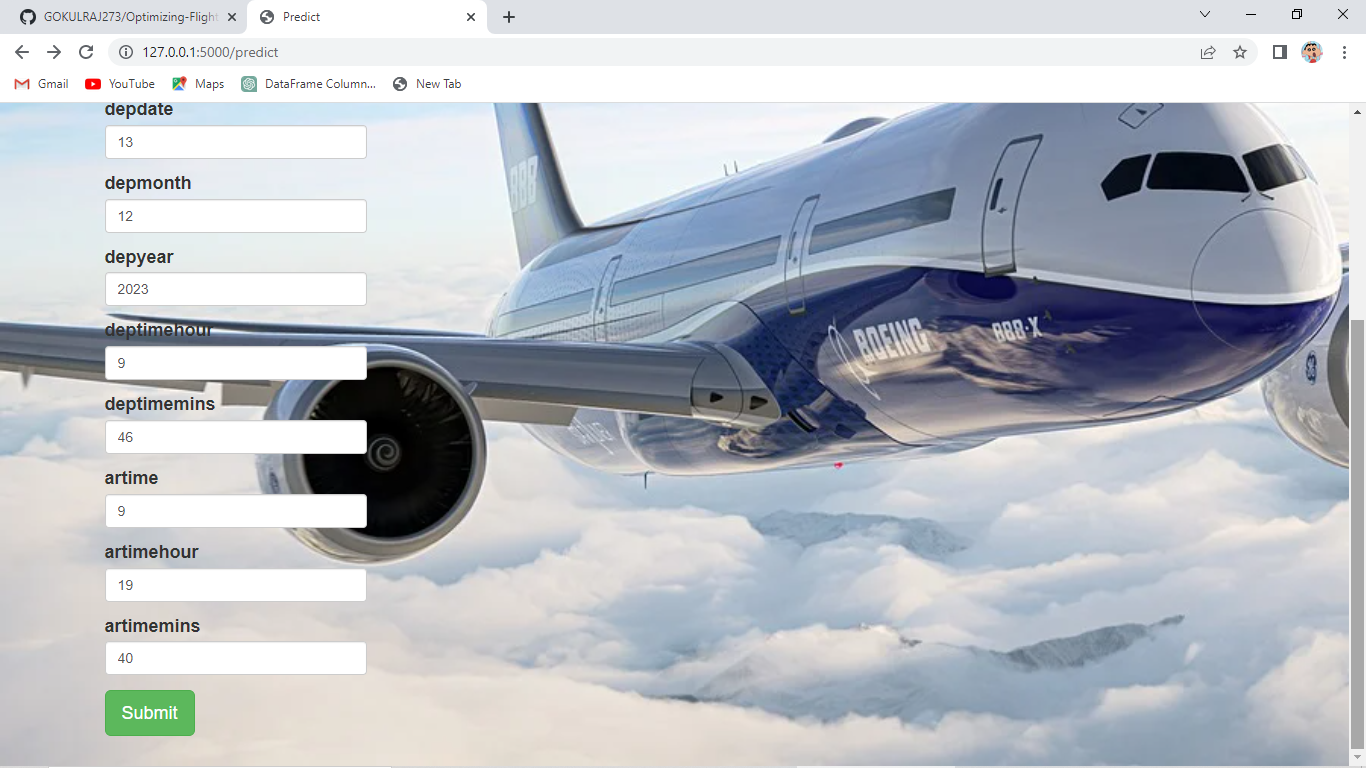 GOKULRAJ273/Optimizing-Flight
Predict
127.0.0.1:5000/predict
Gmail
YouTube
Maps
DataFrame Column...
New Tab
depdate
13
depmonth
12
depyear
2023
deptimehour
9
deptimemins
46
artime
9
artimehour
19
artimemins
40
Submit
888
BOEING
888-X